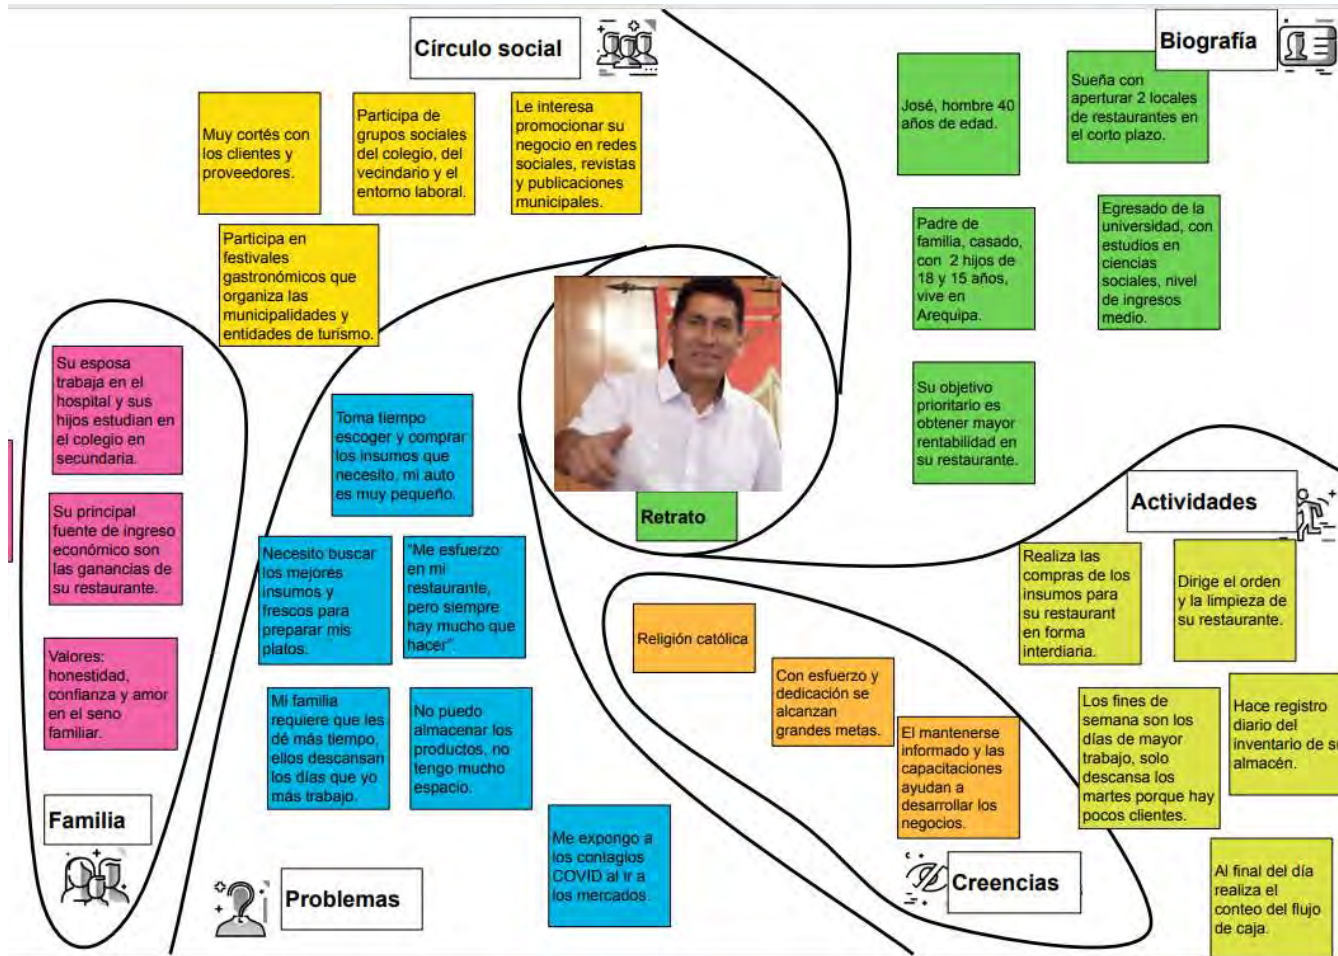 Círculo social
Muy cortés con
los clientes y
proveedores.
Participa de
grupos sociales
del colegio, del
vecindario y el
entorno laboral.
Le interesa
promocionar su
negocio en redes
sociales, revistas
y publicaciones
municipales.
Participa en
festivales
gastronómicos que
organiza las
municipalidades y
entidades de turismo.
Biografía
José, hombre 40
años de edad.
Sueña con
aperturar 2 locales
de restaurantes en
el corto plazo.
Padre de
familia, casado,
con 2 hijos de
18 y 15 años,
vive en
Arequipa.
Egresado de la
universidad, con
estudios en
ciencias
sociales, nivel
de ingresos
medio.
Su objetivo
prioritario es
obtener mayor
rentabilidad en
su restaurante.
Retrato
Su esposa
trabaja en el
hospital y sus
hijos estudian en
el colegio en
secundaria.
Su principal
fuente de ingreso
económico son
las ganancias de
su restaurante.
Valores:
honestidad,
confianza y amor
en el seno
familiar.
Familia
Toma tiempo
escoger y comprar
los insumos que
necesito, mi auto
es muy pequeño.
Necesito buscar
los mejores
insumos y
frescos para
preparar mis
platos.
"Me esfuerzo
en mi
restaurante,
pero siempre
hay mucho que
hacer".
Mi familia
requiere que les
dé más tiempo,
ellos descansan
los días que yo
más trabajo.
No puedo
almacenar los
productos, no
tengo mucho
espacio.
Me expongo a
los contagios
COVID al ir a
los mercados.
Problemas
Religión católica
Con esfuerzo y
dedicación se
alcanzan
grandes metas.
El mantenerse
informado y las
capacitaciones
ayudan a
desarrollar los
negocios.
Creencias
Actividades
Realiza las
compras de los
insumos para
su restaurant
en forma
interdiaria.
Dirige el orden
y la limpieza de
su restaurante.
Los fines de
semana son los
días de mayor
trabajo, solo
descansa los
martes porque hay
pocos clientes.
Hace registro
diario del
inventario de su
almacén.
Al final del día
realiza el
conteo del flujo
de caja.